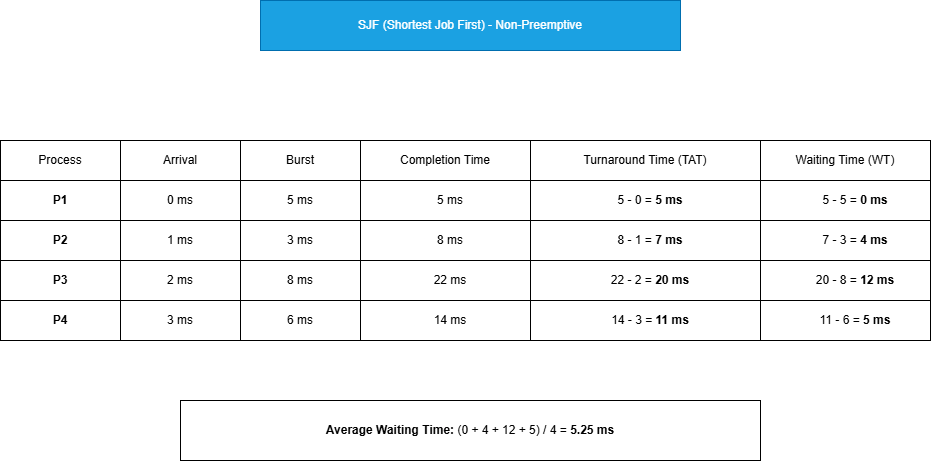 SJF (Shortest Job First) - Non-Preemptive
Process Arrival Burst Completion Time Turnaround Time (TAT) Waiting Time (WT)
P1 0 ms 5 ms 5 ms 5 - 0 = 5 ms 5 - 5 = 0 ms
P2 1 ms 3 ms 8 ms 8 - 1 = 7 ms 7 - 3 = 4 ms
P3 2 ms 8 ms 22 ms 22 - 2 = 20 ms 20 - 8 = 12 ms
P4 3 ms 6 ms 14 ms 14 - 3 = 11 ms 11 - 6 = 5 ms
Average Waiting Time: (0 + 4 + 12 + 5) / 4 = 5.25 ms